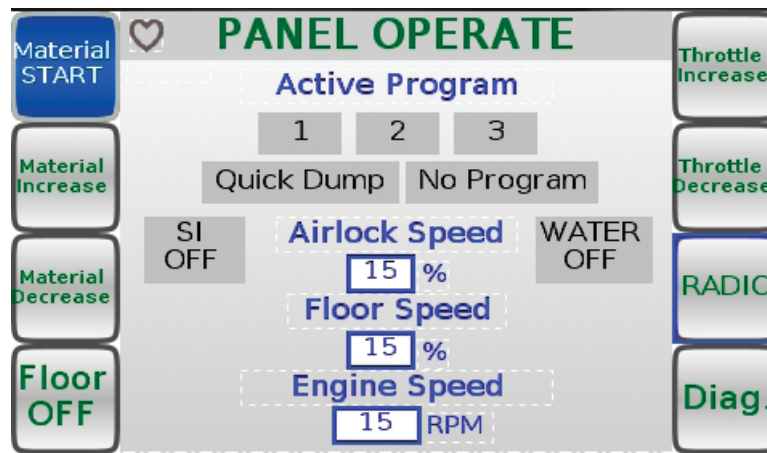 PANEL OPERATE
Material
START
Material
Increase
Material
Decrease
Floor
OFF
Active Program
1 2 3
Quick Dump No Program
SI
OFF
WATER
OFF
Airlock Speed
15 %
Floor Speed
15 %
Engine Speed
15 RPM
Throttle
Increase
Throttle
Decrease
RADIO
Diag.